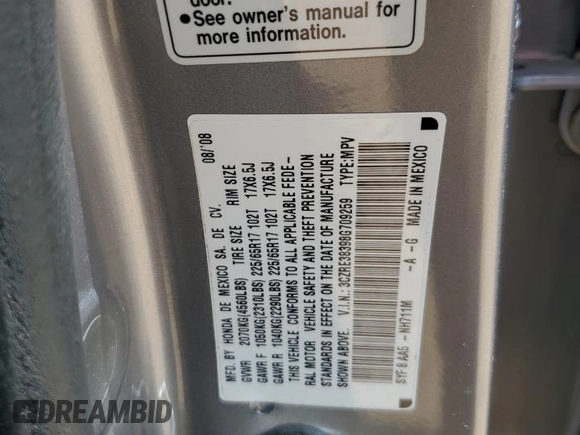 door.
●See owner's manual for
more information.
MFD. BY HONDA DE MEXICO SA. DE CV. 08/'08
GVWR 2070KG(4560LBS) TIRE SIZE RIM SIZE
GAWR F 1050KG(2310LBS) 225/65R17 102T 17X6.5J
GAWR R 1040KG(2290LBS) 225/65R17 102T 17X6.5J
THIS VEHICLE CONFORMS TO ALL APPLICABLE FEDE-
RAL MOTOR VEHICLE SAFETY AND THEFT PREVENTION
STANDARDS IN EFFECT ON THE DATE OF MANUFACTURE
SHOWN ABOVE. V.I.N.:3CZRE38398G709259 TYPE:MPV
SYF 8 AA5 -NH711M -A -G MADE IN MEXICO
DREAMBID